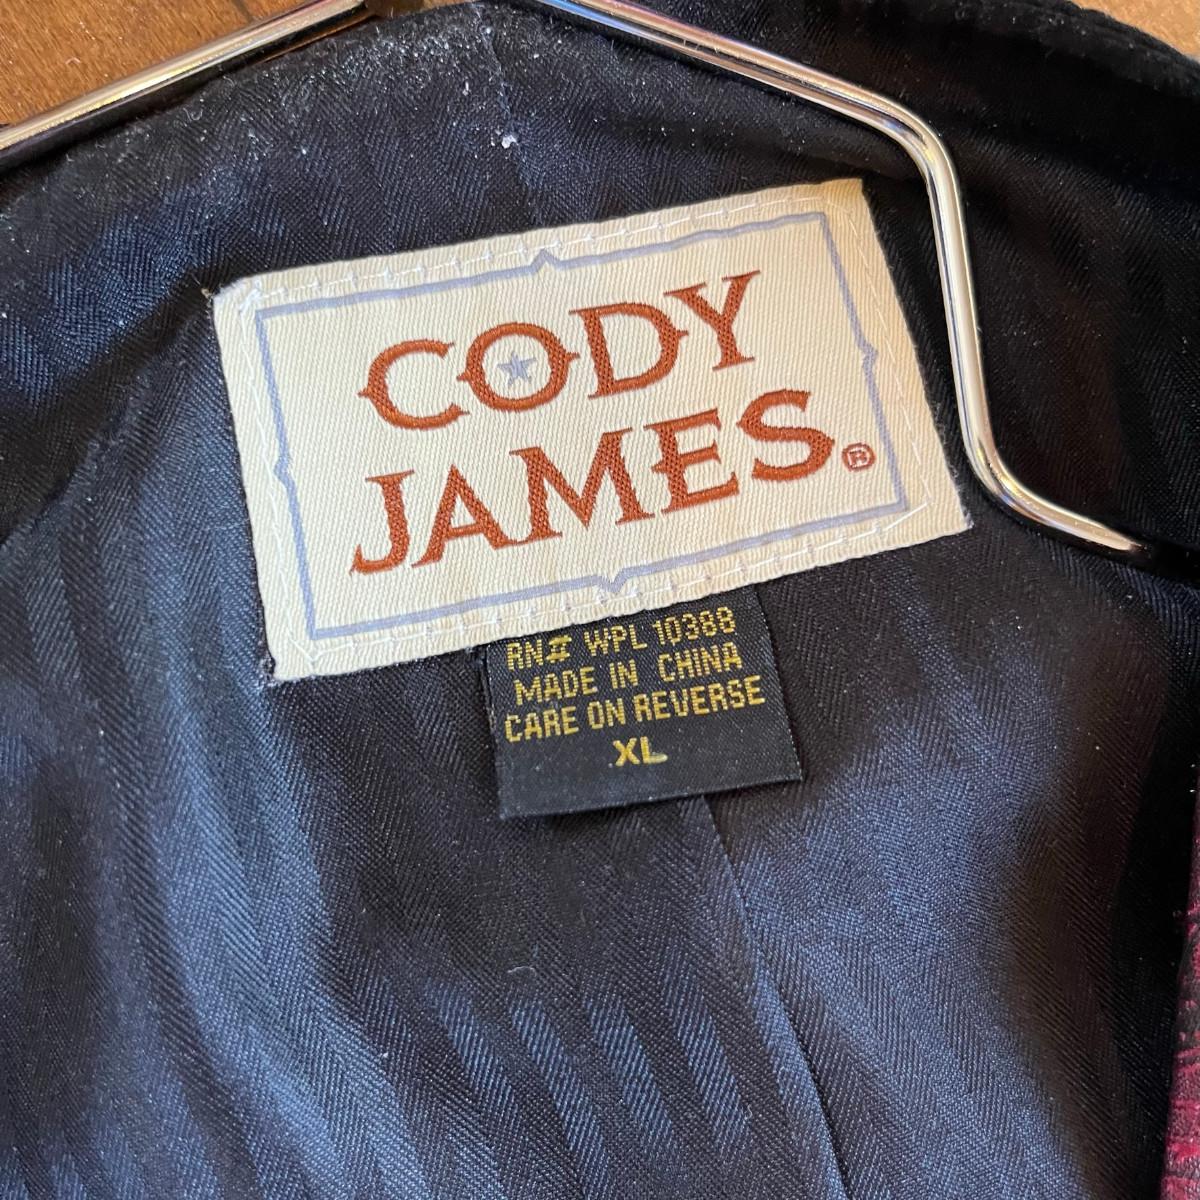 CODY
JAMES®
RN# WPL 10388
MADE IN CHINA
CARE ON REVERSE
XL